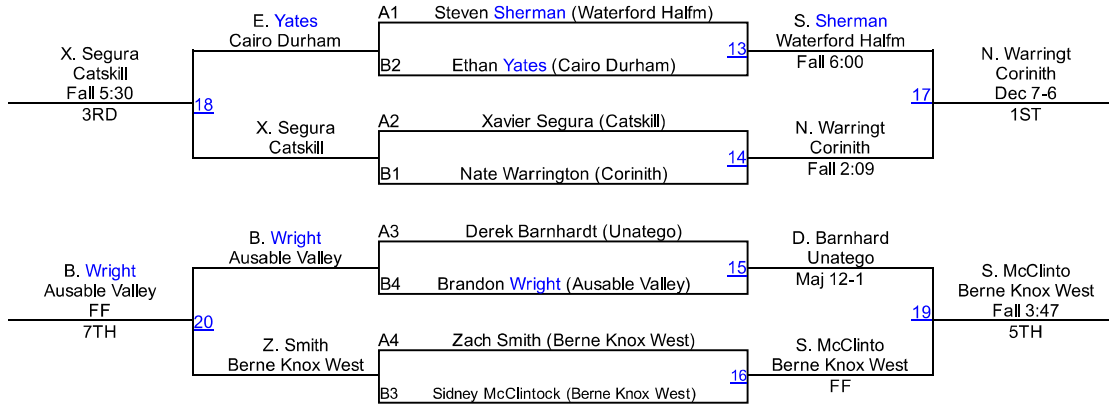 A1 Steven Sherman (Waterford Halfm)
E. Yates
Cairo Durham
13
S. Sherman
Waterford Halfm
Fall 6:00
B2 Ethan Yates (Cairo Durham)
X. Segura
Catskill
Fall 5:30
3RD
18
17
N. Warringt
Corinith
Dec 7-6
1ST
A2 Xavier Segura (Catskill)
X. Segura
Catskill
14
N. Warringt
Corinith
Fall 2:09
B1 Nate Warrington (Corinith)
A3 Derek Barnhardt (Unatego)
B. Wright
Ausable Valley
15
D. Barnhard
Unatego
Maj 12-1
B4 Brandon Wright (Ausable Valley)
B. Wright
Ausable Valley
FF
7TH
20
19
S. McClinto
Berne Knox West
Fall 3:47
5TH
A4 Zach Smith (Berne Knox West)
Z. Smith
Berne Knox West
16
S. McClinto
Berne Knox West
FF
B3 Sidney McClintock (Berne Knox West)